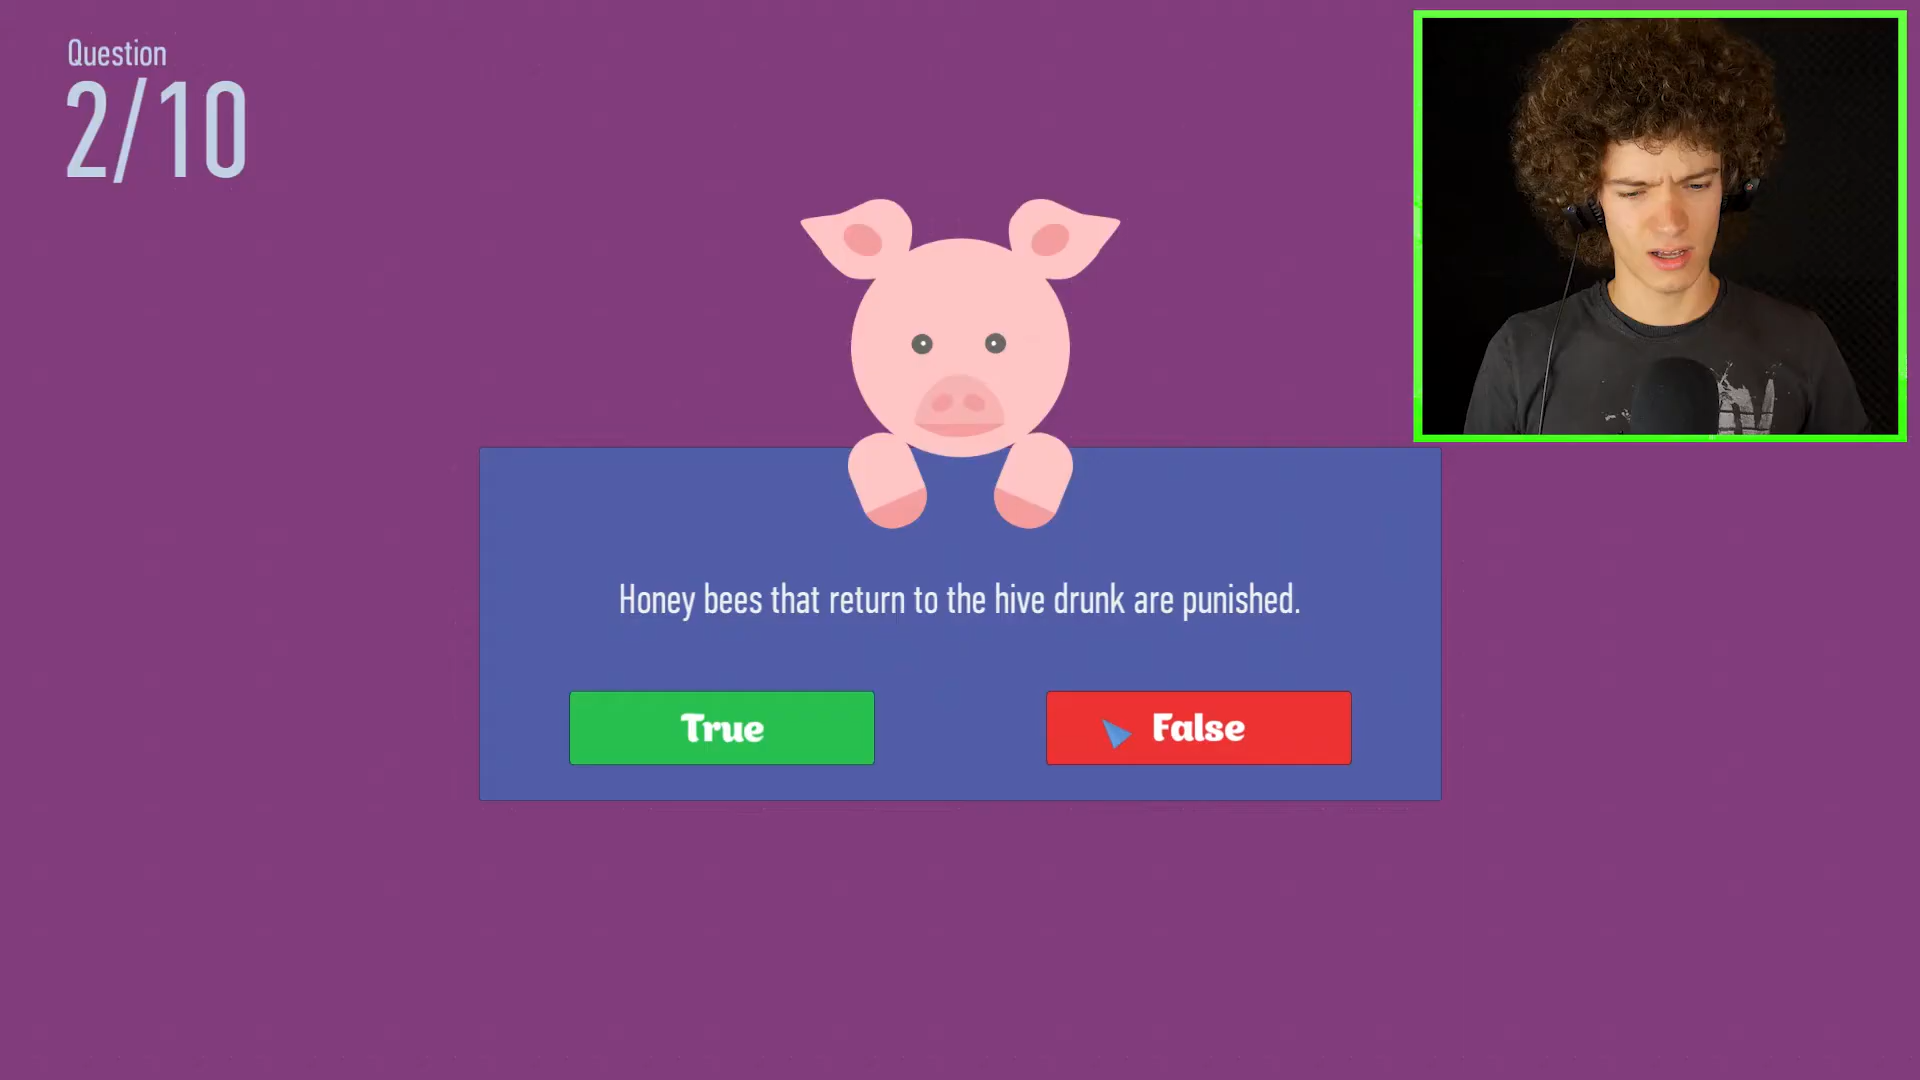 Question
2/10
Honey bees that return to the hive drunk are punished.
True
False